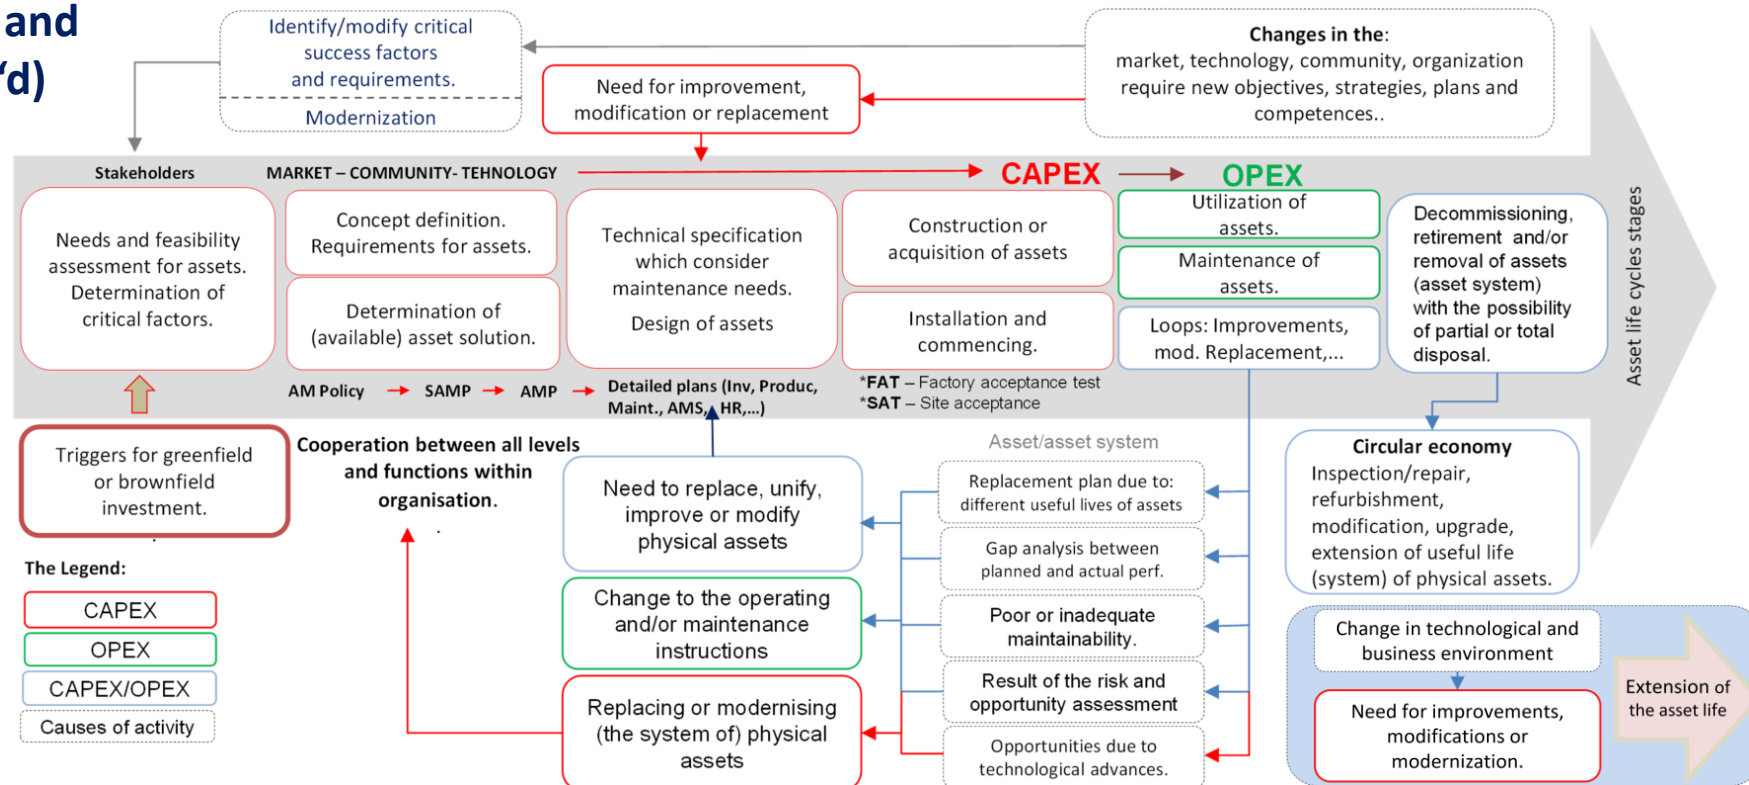 and
‘d)
Identify/modify critical
success factors
and requirements.
Modernization
Need for improvement,
modification or replacement
Changes in the:
market, technology, community, organization
require new objectives, strategies, plans and
competences..
Stakeholders
MARKET – COMMUNITY- TEHNOLOGY
CAPEX
OPEX
Needs and feasibility
assessment for assets.
Determination of
critical factors.
Concept definition.
Requirements for assets.
Determination of
(available) asset solution.
Technical specification
which consider
maintenance needs.
Design of assets
Construction or
acquisition of assets
Installation and
commencing.
Utilization of
assets.
Maintenance of
assets.
Loops: Improvements,
mod. Replacement,...
Decommissioning,
retirement and/or
removal of assets
(asset system)
with the possibility
of partial or total
disposal.
Asset life cycles stages
AM Policy
SAMP
AMP
Detailed plans (Inv, Produc,
Maint., AMS, HR,...)
*FAT – Factory acceptance test
*SAT – Site acceptance
Triggers for greenfield
or brownfield
investment.
.
Cooperation between all levels
and functions within
organisation.
.
Need to replace, unify,
improve or modify
physical assets
Change to the operating
and/or maintenance
instructions
Replacing or modernising
(the system of) physical
assets
Asset/asset system
Replacement plan due to:
different useful lives of assets
Gap analysis between
planned and actual perf.
Poor or inadequate
maintainability.
Result of the risk and
opportunity assessment
Opportunities due to
technological advances.
Circular economy
Inspection/repair,
refurbishment,
modification, upgrade,
extension of useful life
(system) of physical assets.
Change in technological and
business environment
Need for improvements,
modifications or
modernization.
Extension of
the asset life
The Legend:
CAPEX
OPEX
CAPEX/OPEX
Causes of activity